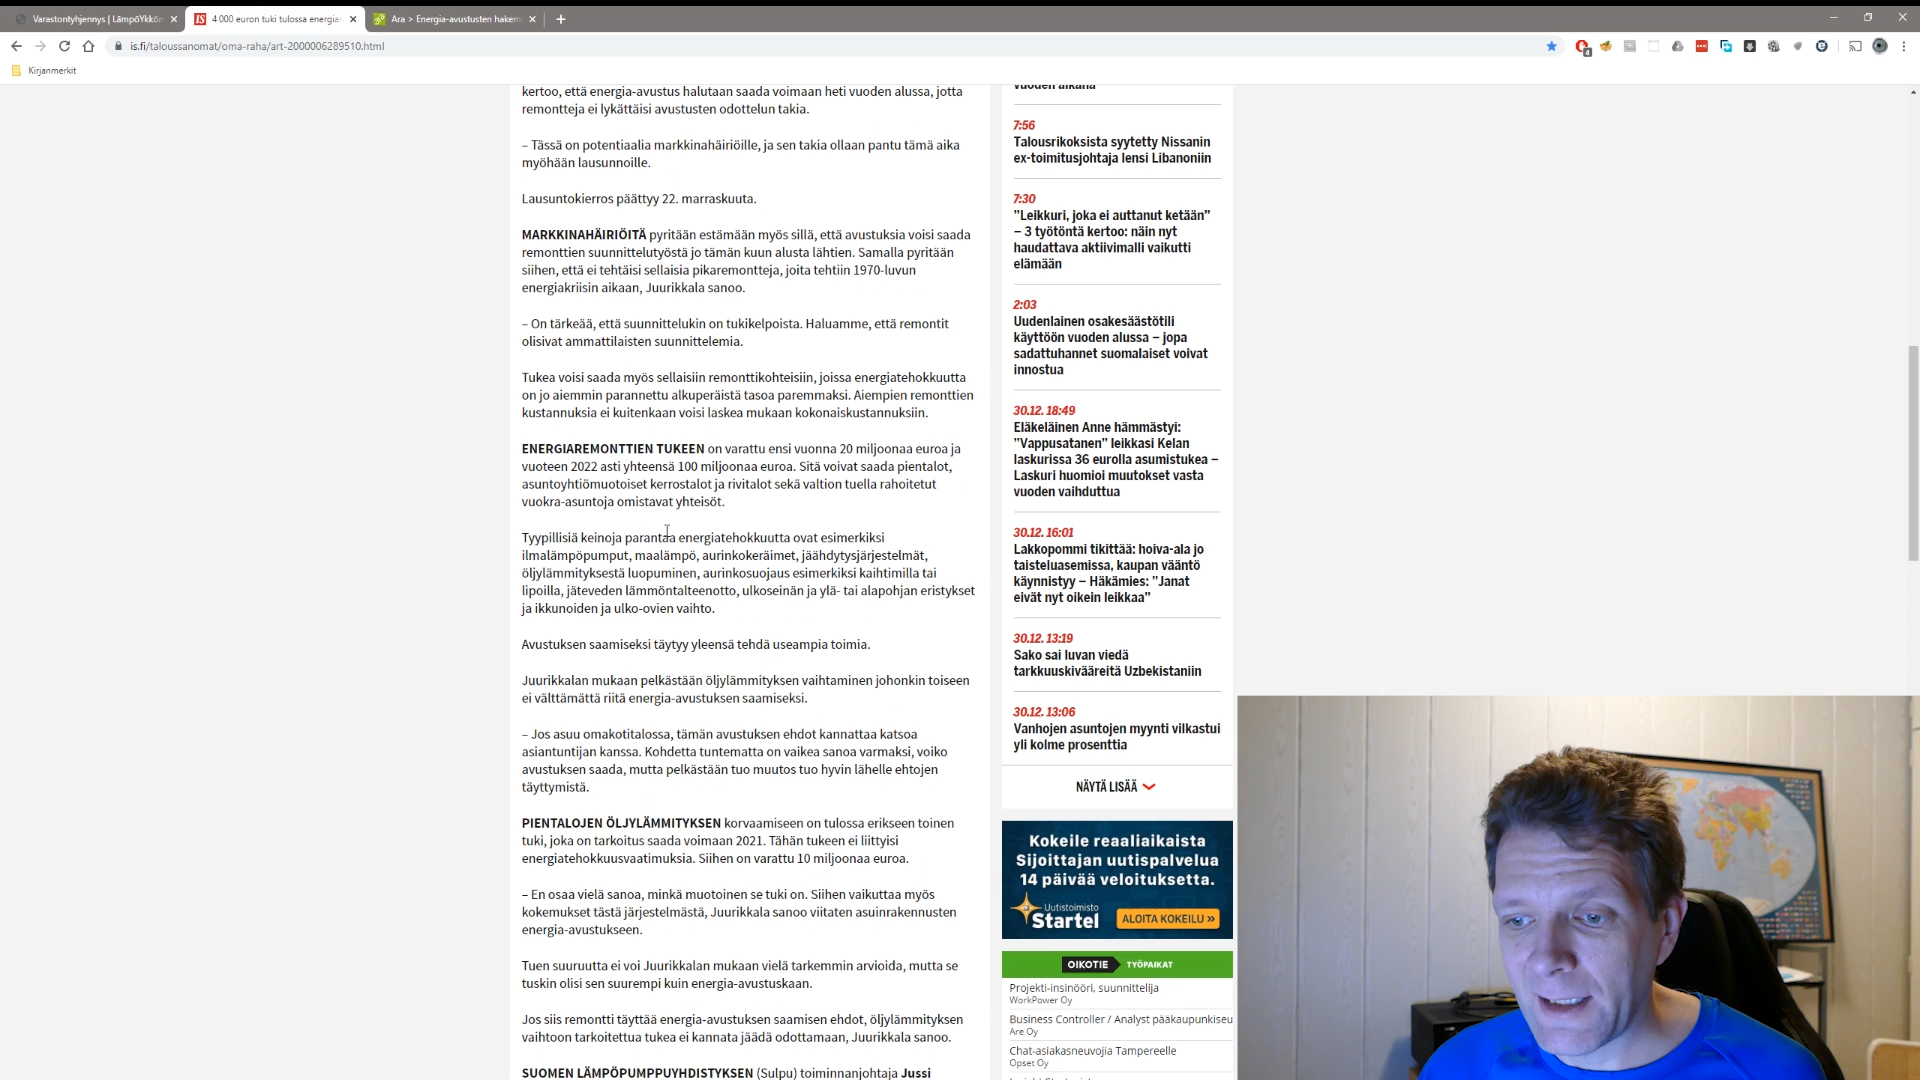 Varastontyhjennys | LämpöYkkön
4 000 euron tuki tulossa energia
Ara > Energia-avustusten hakem
is.fi/taloussanomat/oma-raha/art-2000006289510.html
Kirjanmerkit
kertoo, että energia-avustus halutaan saada voimaan heti vuoden alussa, jotta
remontteja ei lykättäisi avustusten odottelun takia.
– Tässä on potentiaalia markkinahäiriöille, ja sen takia ollaan pantu tämä aika
myöhään lausunnoille.
Lausuntokierros päättyy 22. marraskuuta.
MARKKINAHÄIRIÖITÄ pyritään estämään myös sillä, että avustuksia voisi saada
remonttien suunnittelutyöstä jo tämän kuun alusta lähtien. Samalla pyritään
siihen, että ei tehtäisi sellaisia pikaremontteja, joita tehtiin 1970-luvun
energiakriisin aikaan, Juurikkala sanoo.
– On tärkeää, että suunnittelukin on tukikelpoista. Haluamme, että remontit
olisivat ammattilaisten suunnittelemia.
Tukea voisi saada myös sellaisiin remonttikohteisiin, joissa energiatehokkuutta
on jo aiemmin parannettu alkuperäistä tasoa paremmaksi. Aiempien remonttien
kustannuksia ei kuitenkaan voisi laskea mukaan kokonaiskustannuksiin.
ENERGIAREMONTTIEN TUKEEN on varattu ensi vuonna 20 miljoonaa euroa ja
vuoteen 2022 asti yhteensä 100 miljoonaa euroa. Sitä voivat saada pientalot,
asuntoyhtiömuotoiset kerrostalot ja rivitalot sekä valtion tuella rahoitetut
vuokra-asuntoja omistavat yhteisöt.
Tyypillisiä keinoja parantaa energiatehokkuutta ovat esimerkiksi
ilmalämpöpumput, maalämpö, aurinkokeräimet, jäähdytysjärjestelmät,
öljylämmityksestä luopuminen, aurinkosuojaus esimerkiksi kaihtimilla tai
lipoilla, jäteveden lämmöntalteenotto, ulkoseinän ja ylä- tai alapohjan eristykset
ja ikkunoiden ja ulko-ovien vaihto.
Avustuksen saamiseksi täytyy yleensä tehdä useampia toimia.
Juurikkalan mukaan pelkästään öljylämmityksen vaihtaminen johonkin toiseen
ei välttämättä riitä energia-avustuksen saamiseksi.
– Jos asuu omakotitalossa, tämän avustuksen ehdot kannattaa katsoa
asiantuntijan kanssa. Kohdetta tuntematta on vaikea sanoa varmaksi, voiko
avustuksen saada, mutta pelkästään tuo muutos tuo hyvin lähelle ehtojen
täyttymistä.
PIENTALOJEN ÖLJYLÄMMITYKSEN korvaamiseen on tulossa erikseen toinen
tuki, joka on tarkoitus saada voimaan 2021. Tähän tukeen ei liittyisi
energiatehokkuusvaatimuksia. Siihen on varattu 10 miljoonaa euroa.
– En osaa vielä sanoa, minkä muotoinen se tuki on. Siihen vaikuttaa myös
kokemukset tästä järjestelmästä, Juurikkala sanoo viitaten asuinrakennusten
energia-avustukseen.
Tuen suuruutta ei voi Juurikkalan mukaan vielä tarkemmin arvioida, mutta se
tuskin olisi sen suurempi kuin energia-avustuskaan.
Jos siis remontti täyttää energia-avustuksen saamisen ehdot, öljylämmityksen
vaihtoon tarkoitettua tukea ei kannata jäädä odottamaan, Juurikkala sanoo.
SUOMEN LÄMPÖPUMPPUYHDISTYKSEN (Sulpu) toiminnanjohtaja Jussi
vuoden aikana
7:56
Talousrikoksista syytetty Nissanin
ex-toimitusjohtaja lensi Libanoniin
7:30
”Leikkuri, joka ei auttanut ketään”
– 3 työtöntä kertoo: näin nyt
haudattava aktiivimalli vaikutti
elämään
2:03
Uudenlainen osakesäästötili
käyttöön vuoden alussa – jopa
sadattuhannet suomalaiset voivat
innostua
30.12. 18:49
Eläkeläinen Anne hämmästyi:
”Vappusatanen” leikkasi Kelan
laskurissa 36 eurolla asumistukea –
Laskuri huomioi muutokset vasta
vuoden vaihduttua
30.12. 16:01
Lakkopommi tikittää: hoiva-ala jo
taisteluasemissa, kaupan vääntö
käynnistyy – Häkämies: ”Janat
eivät nyt oikein leikkaa”
30.12. 13:19
Sako sai luvan viedä
tarkkuuskivääreitä Uzbekistaniin
30.12. 13:06
Vanhojen asuntojen myynti vilkastui
yli kolme prosenttia
NÄYTÄ LISÄÄ
Kokeile reaaliaikaista
Sijoittajan uutispalvelua
14 päivää veloituksetta.
Uutistoimisto
Startel
ALOITA KOKEILU »
OIKOTIE TYÖPAIKAT
Projekti-insinööri, suunnittelija
WorkPower Oy
Business Controller / Analyst pääkaupunkiseu
Are Oy
Chat-asiakasneuvojia Tampereelle
Opset Oy